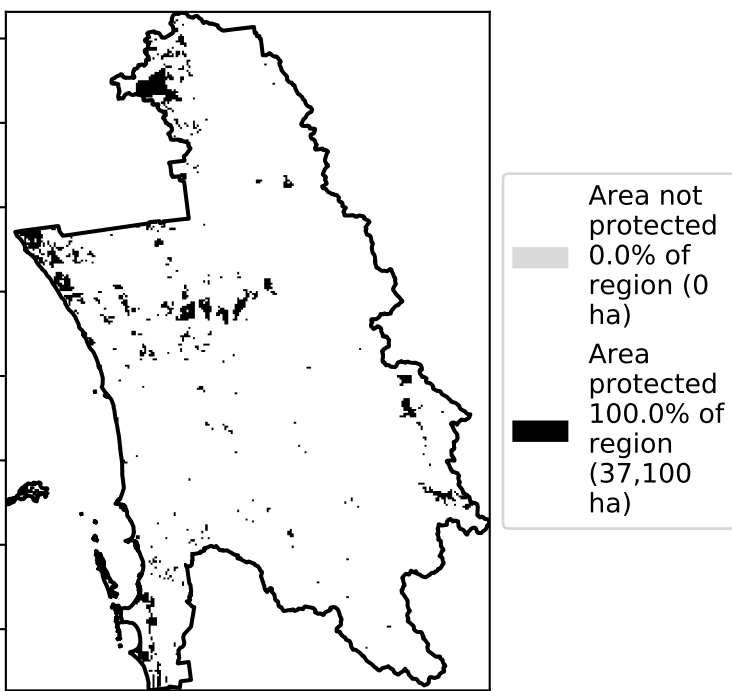 Area not
protected
0.0% of
region (0
ha)
Area
protected
100.0% of
region
(37,100
ha)